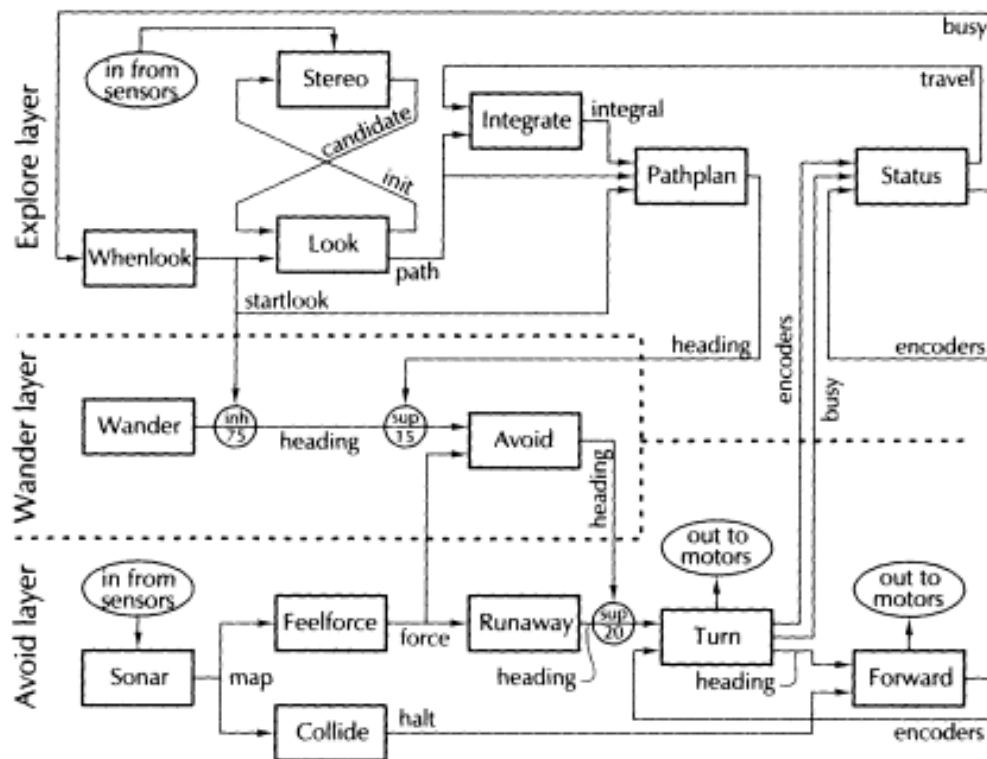 busy
in from
sensors
Stereo
travel
Integrate
integral
candidate
Pathplan
Status
init
Look
Whenlook
path
startlook
Explore layer
heading
encoders
encoders
busy
Wander layer
Wander
inh
75
heading
sup
15
Avoid
heading
out to
motors
in from
sensors
out to
motors
Avoid layer
Feelforce
force
Runaway
sup
20
Turn
Sonar
map
heading
heading
Forward
Collide
halt
encoders